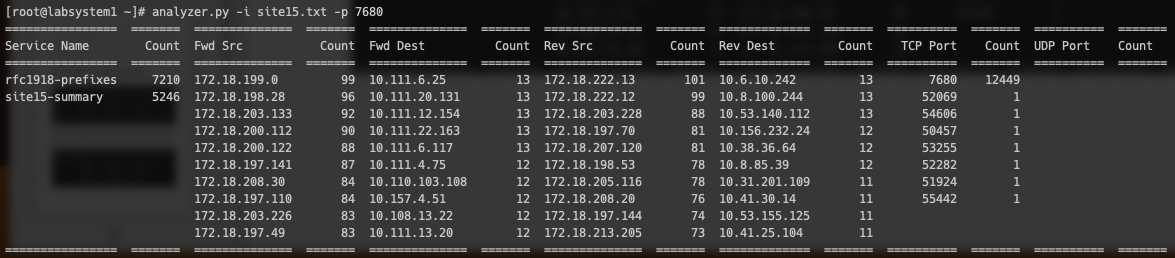 [root@labsystem1 ~]# analyzer.py -i site15.txt -p 7680
================ ======= ================ ======= ================ ======= ================ ======= ================ ======= ======== ======= ========== =======
Service Name Count Fwd Src Count Fwd Dest Count Rev Src Count Rev Dest Count TCP Port Count UDP Port Count
================ ======= ================ ======= ================ ======= ================ ======= ================ ======= ======== ======= ========== =======
rfc1918-prefixes 7210 172.18.199.0 99 10.111.6.25 13 172.18.222.13 101 10.6.10.242 13 7680 12449
site15-summary 5246 172.18.198.28 96 10.111.20.131 13 172.18.222.12 99 10.8.100.244 13 52069 1
172.18.203.133 92 10.111.12.154 13 172.18.203.228 88 10.53.140.112 13 54606 1
172.18.200.112 90 10.111.22.163 13 172.18.197.70 81 10.156.232.24 12 50457 1
172.18.200.122 88 10.111.6.117 13 172.18.207.120 81 10.38.36.64 12 53255 1
172.18.197.141 87 10.111.4.75 12 172.18.198.53 78 10.8.85.39 12 52282 1
172.18.208.30 84 10.110.103.108 12 172.18.205.116 78 10.31.201.109 11 51924 1
172.18.197.110 84 10.157.4.51 12 172.18.208.20 76 10.41.30.14 11 55442 1
172.18.203.226 83 10.108.13.22 12 172.18.197.144 74 10.53.155.125 11
172.18.197.49 83 10.111.13.20 12 172.18.213.205 73 10.41.25.104 11
================ ======= ================ ======= ================ ======= ================ ======= ================ ======= ======== ======= ========== =======